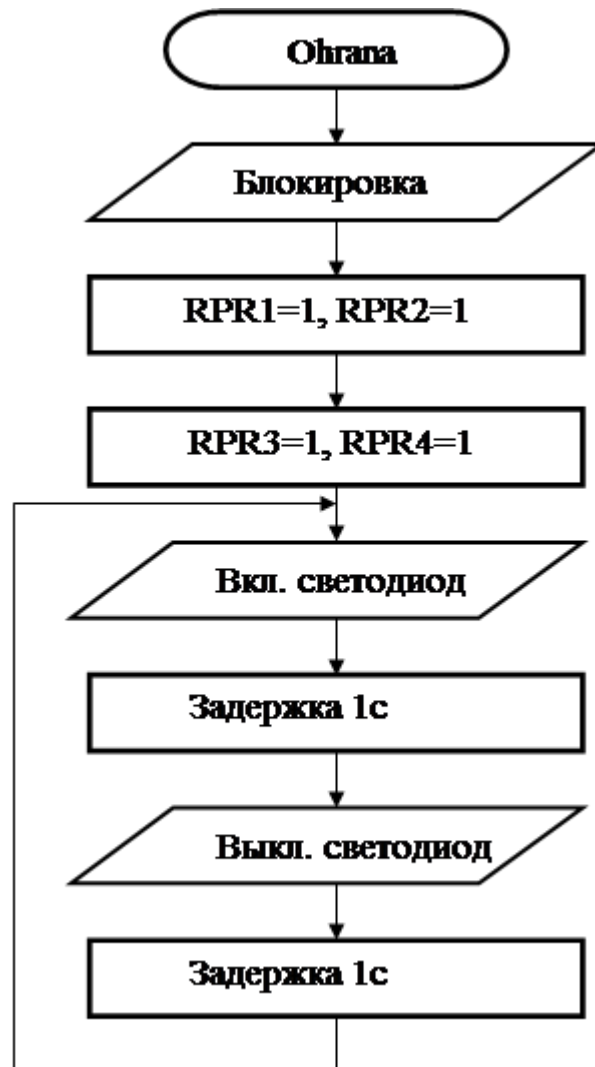 Ohrana
Блокировка
RPR1=1, RPR2=1
RPR3=1, RPR4=1
Вкл. светодиод
Задержка 1с
Выкл. светодиод
Задержка 1с